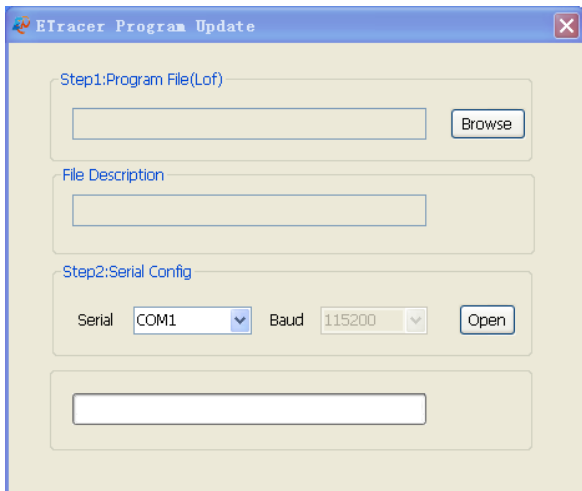 ETracer Program Update
Step1:Program File(Lof)
Browse
File Description
Step2:Serial Config
Serial COM1 Baud 115200 Open